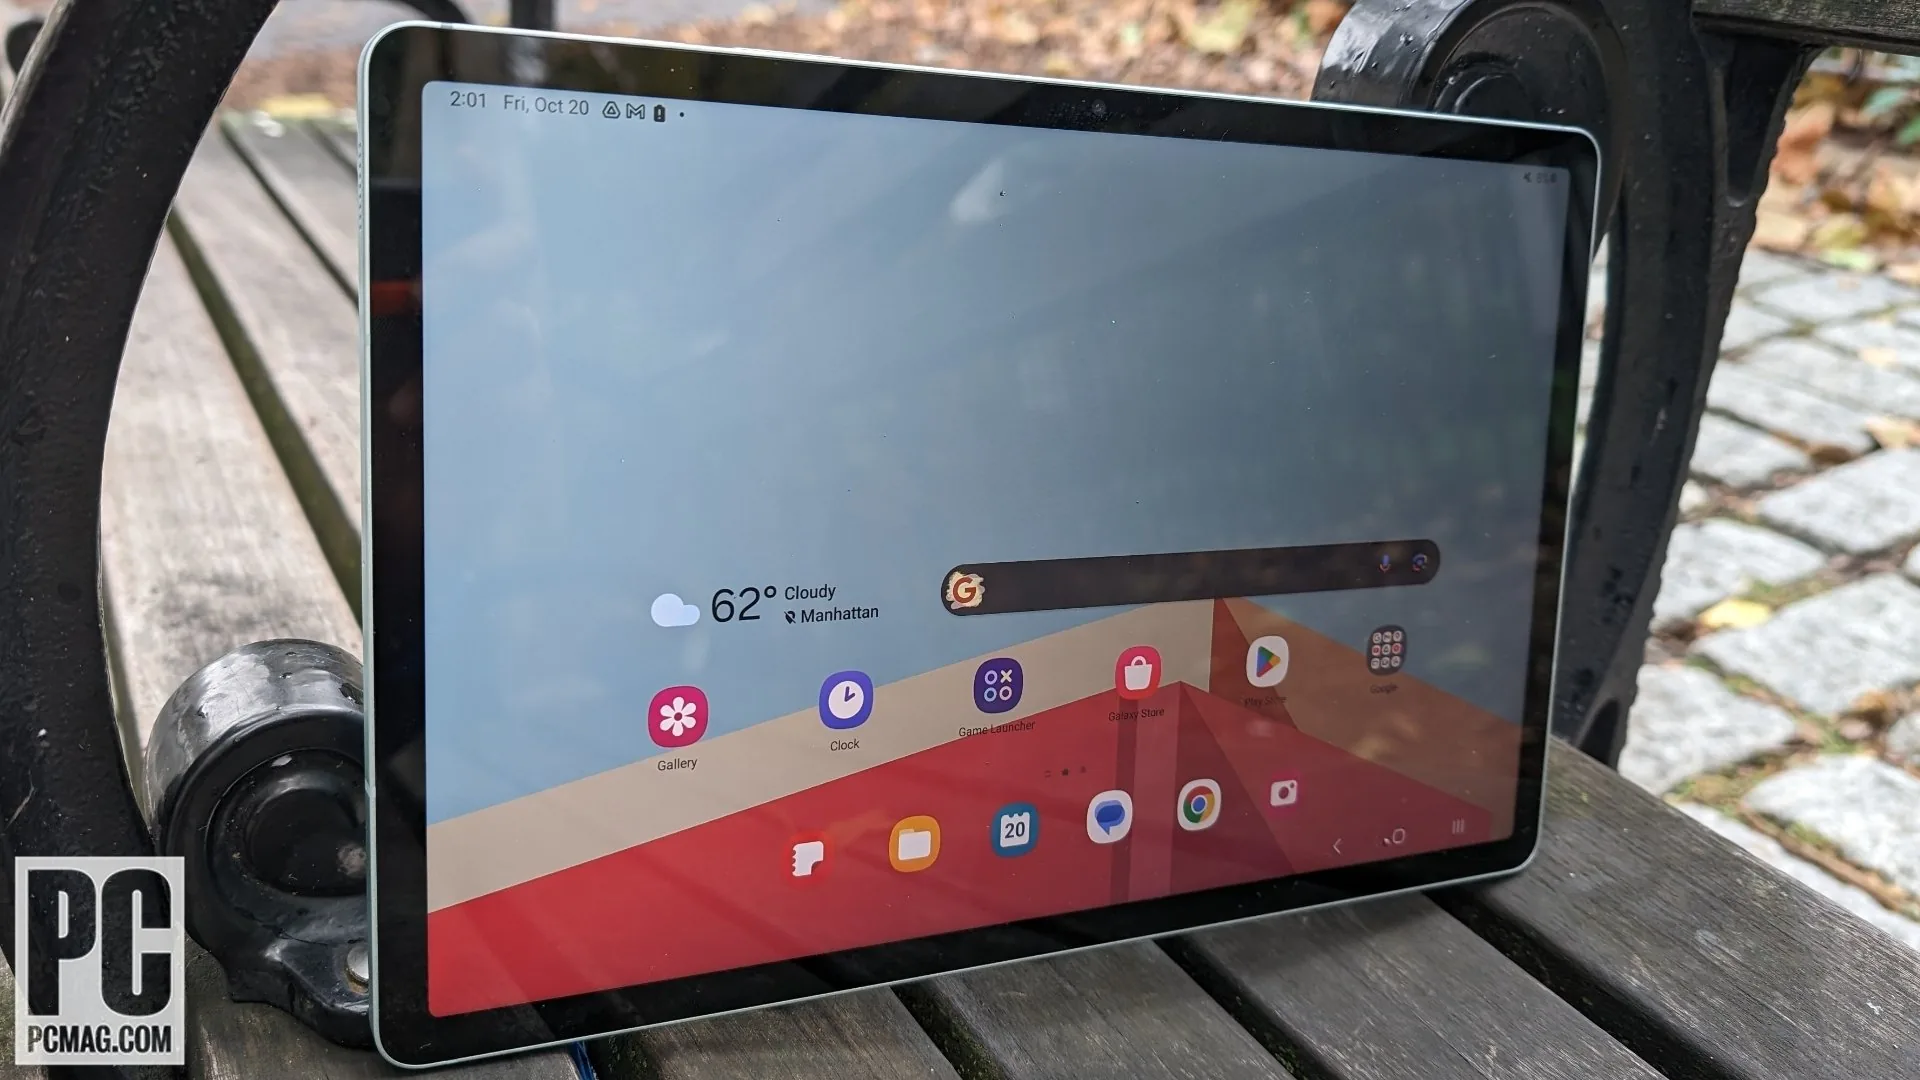 2:01 Fri, Oct 20
62° Cloudy
Manhattan
G
Gallery
Clock
Game Launcher
Galaxy Store
Play Store
Google
20
PC
PCMAG.COM